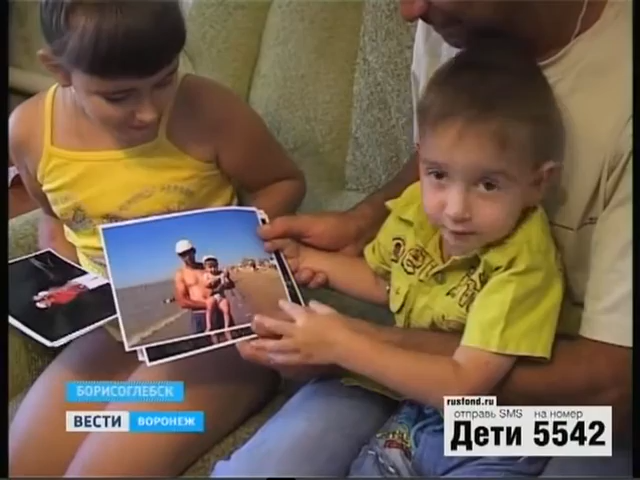 БОРИСОГЛЕБСК
ВЕСТИ ВОРОНЕЖ
rusfond.ru
отправь SMS на номер
Дети 5542